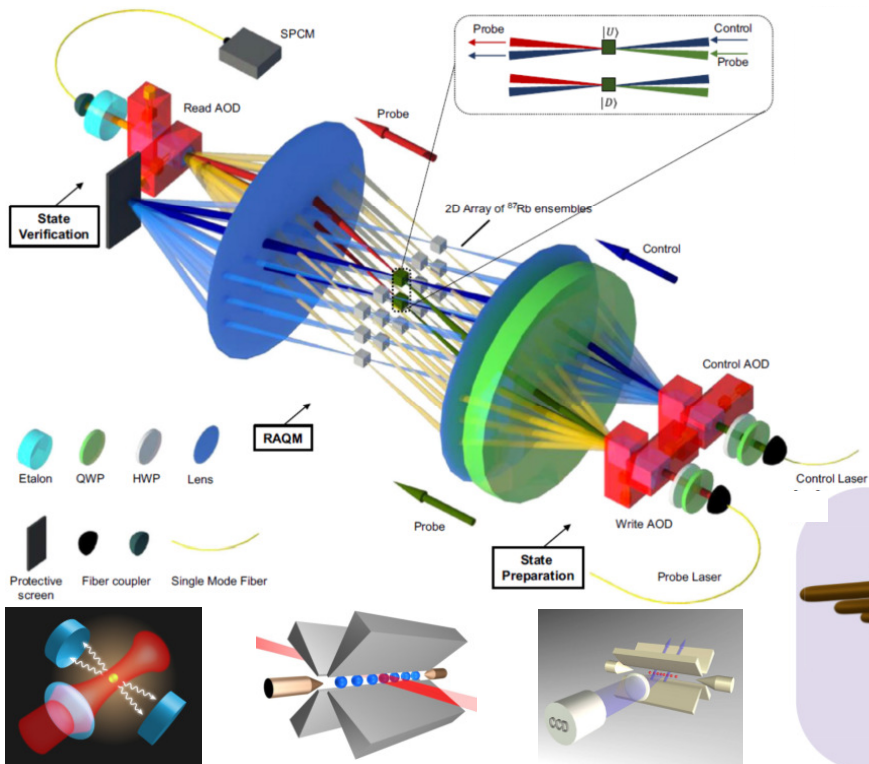 SPCM
Read AOD
Probe
State
Verification
|U⟩
Probe
Control
Probe
|D⟩
2D Array of ⁸⁷Rb ensembles
Control
Control AOD
RAQM
Etalon
QWP
HWP
Lens
Control Laser
Probe
Write AOD
State
Preparation
Probe Laser
Protective
screen
Fiber coupler
Single Mode Fiber
CCD